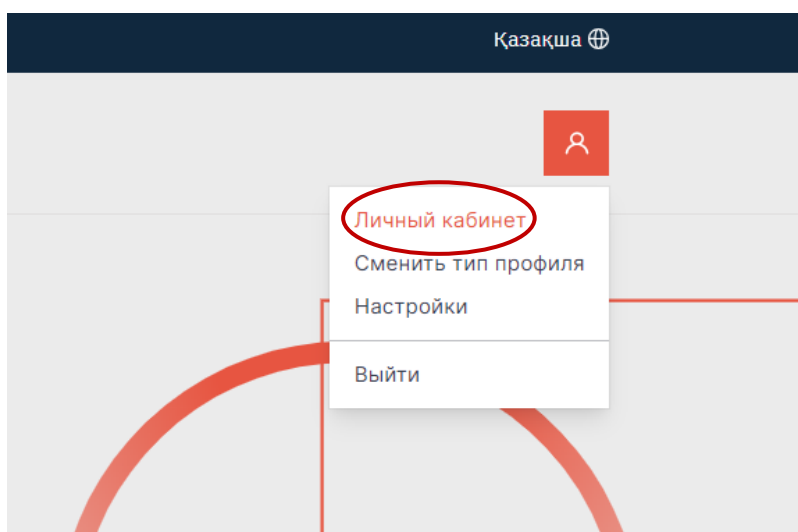 Қазақша
Личный кабинет
Сменить тип профиля
Настройки
Выйти